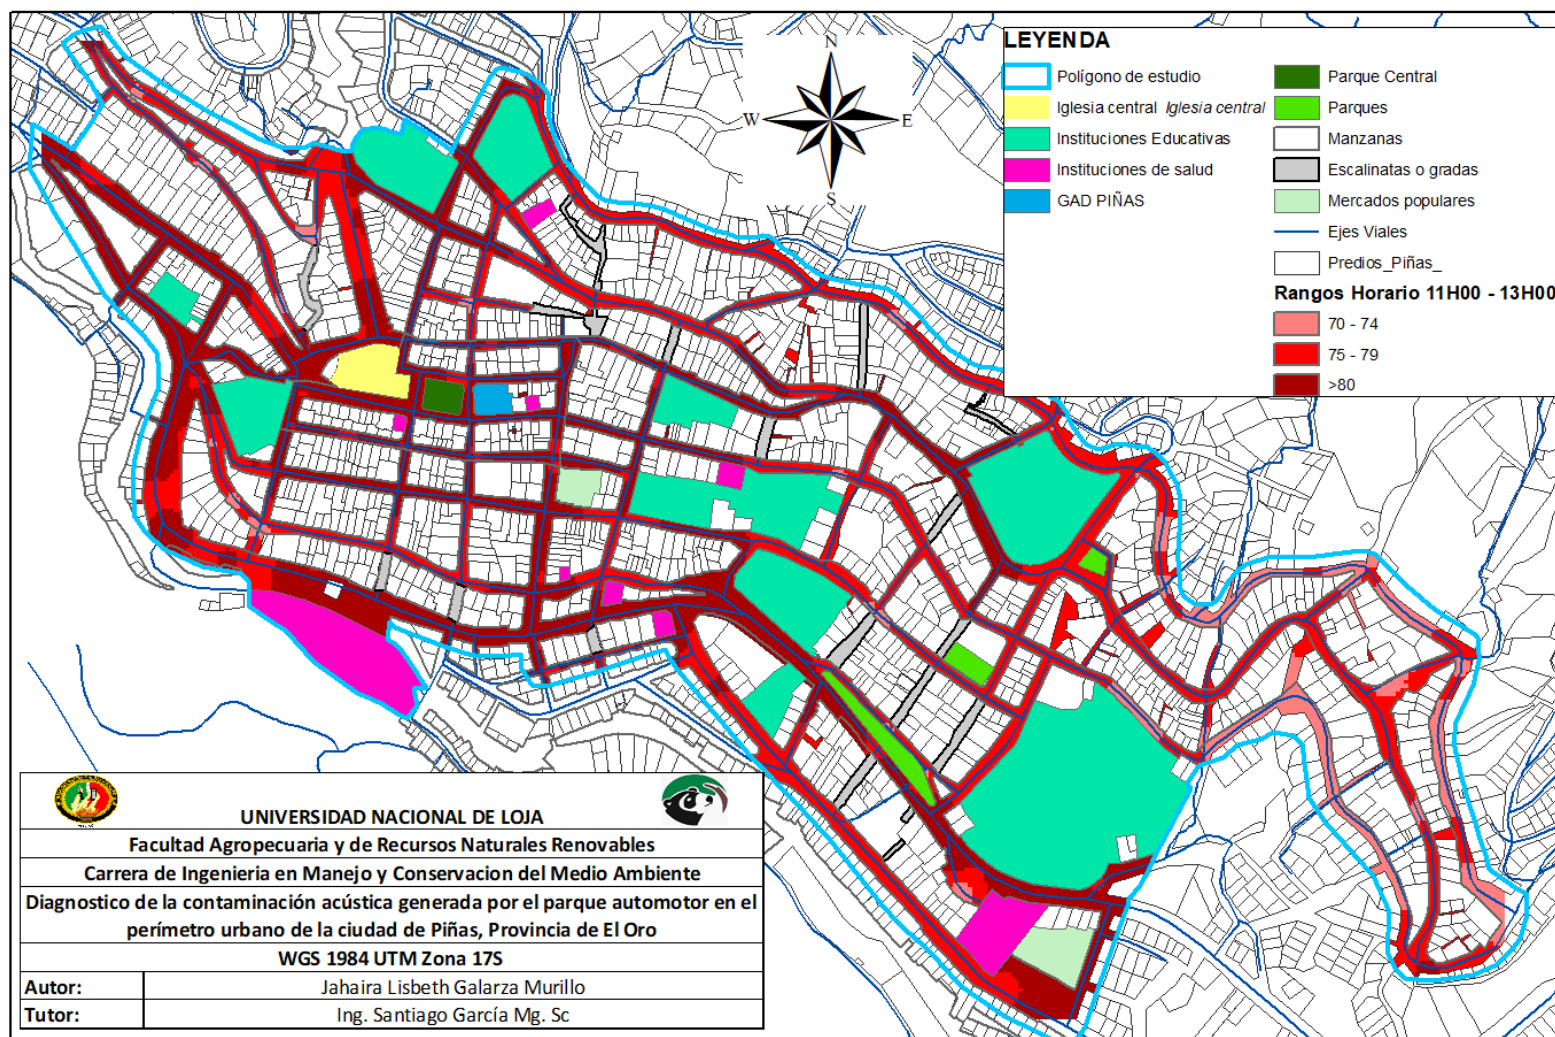 N
W
E
S
LEYENDA
Polígono de estudio
Iglesia central Iglesia central
Instituciones Educativas
Instituciones de salud
GAD PIÑAS
Parque Central
Parques
Manzanas
Escalinatas o gradas
Mercados populares
Ejes Viales
Predios_Piñas_
Rangos Horario 11H00 - 13H00
70 - 74
75 - 79
>80
UNIVERSIDAD NACIONAL DE LOJA
Facultad Agropecuaria y de Recursos Naturales Renovables
Carrera de Ingenieria en Manejo y Conservacion del Medio Ambiente
Diagnostico de la contaminación acústica generada por el parque automotor en el
perímetro urbano de la ciudad de Piñas, Provincia de El Oro
WGS 1984 UTM Zona 17S
Autor: Jahaira Lisbeth Galarza Murillo
Tutor: Ing. Santiago García Mg. Sc